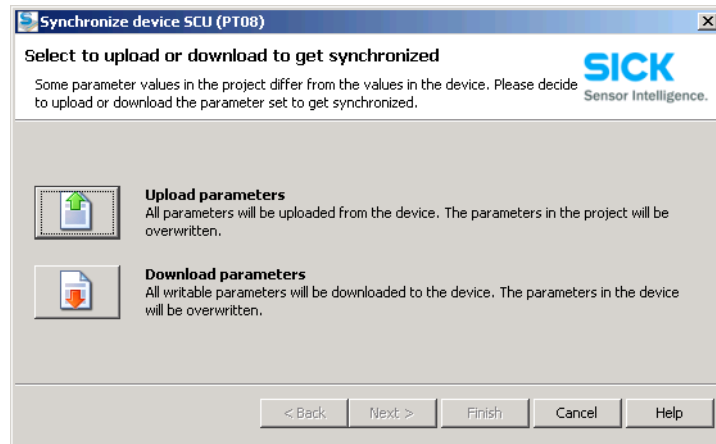 Synchronize device SCU (PT08)
Select to upload or download to get synchronized
Some parameter values in the project differ from the values in the device. Please decide
to upload or download the parameter set to get synchronized.
SICK
Sensor Intelligence.
Upload parameters
All parameters will be uploaded from the device. The parameters in the project will be
overwritten.
Download parameters
All writable parameters will be downloaded to the device. The parameters in the device
will be overwritten.
< Back Next > Finish Cancel Help